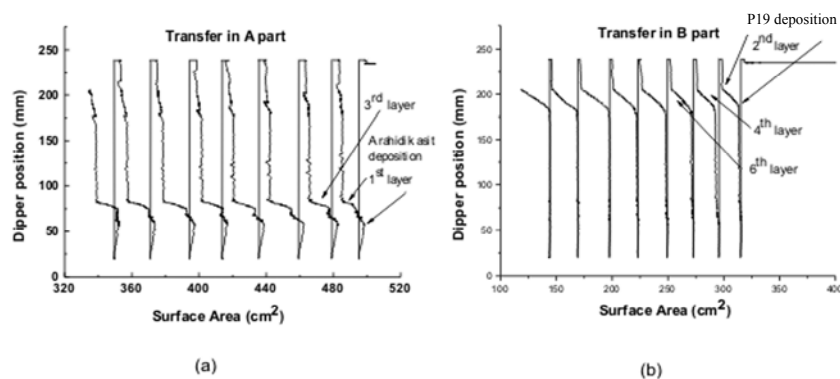 Transfer in A part
Dipper position (mm)
250
200
150
100
50
0
3rd layer
Arahidikasit
deposition
1st layer
320
360
400
440
480
520
Surface Area (cm2)
(a)
P19 deposition
Transfer in B part
2nd layer
Dipper position (mm)
250
200
150
100
50
0
4th layer
6th layer
100
150
200
250
300
350
400
Surface Area (cm2)
(b)